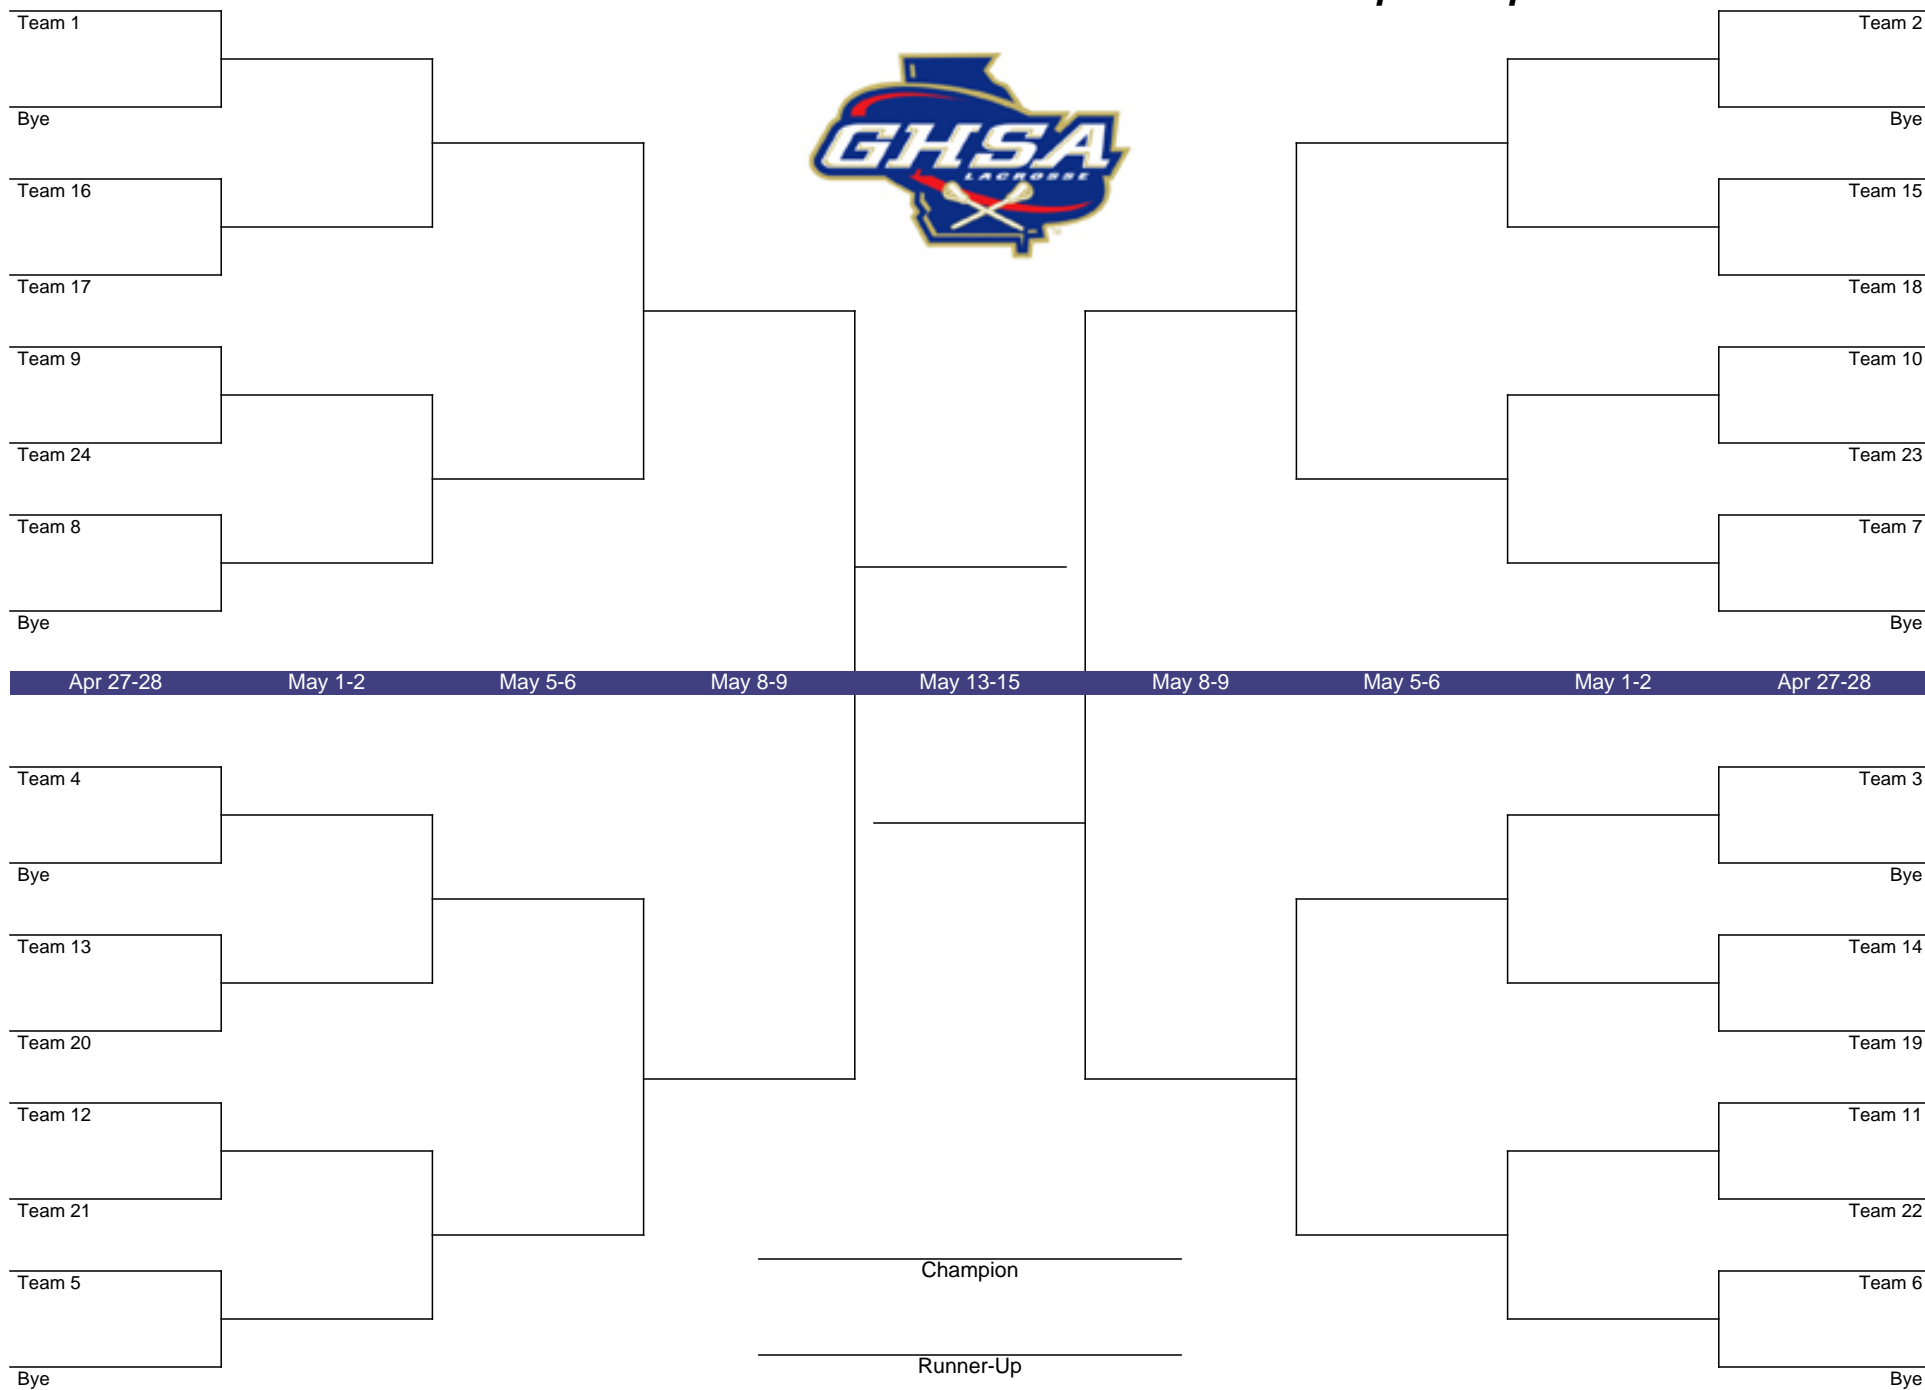 Team 1
Bye
Team 16
Team 17
Team 9
Team 24
Team 8
Bye
GHSA
LACROSSE
Team 2
Bye
Team 15
Team 18
Team 10
Team 23
Team 7
Bye
Apr 27-28 May 1-2 May 5-6 May 8-9 May 13-15 May 8-9 May 5-6 May 1-2 Apr 27-28
Team 4
Bye
Team 13
Team 20
Team 12
Team 21
Team 5
Bye
Champion
Runner-Up
Team 3
Bye
Team 14
Team 19
Team 11
Team 22
Team 6
Bye